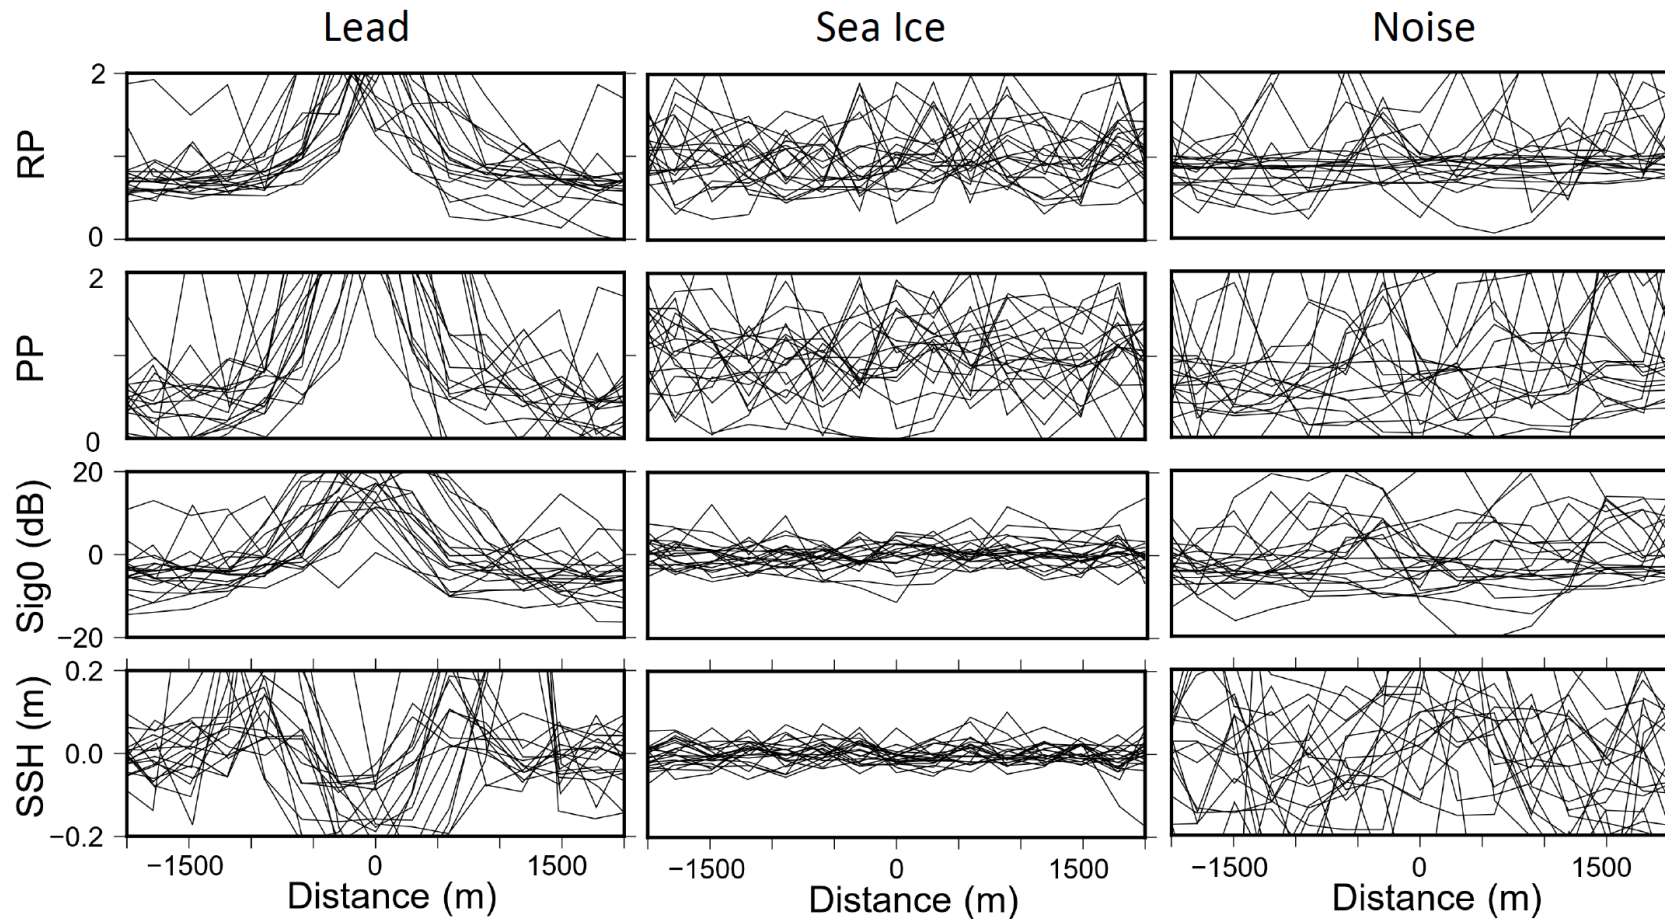 Lead Sea Ice Noise
RP
2
0
PP
2
0
Sig0 (dB)
20
0
−20
SSH (m)
0.2
0.0
−0.2
−1500 0 1500 −1500 0 1500 −1500 0 1500
Distance (m) Distance (m) Distance (m)